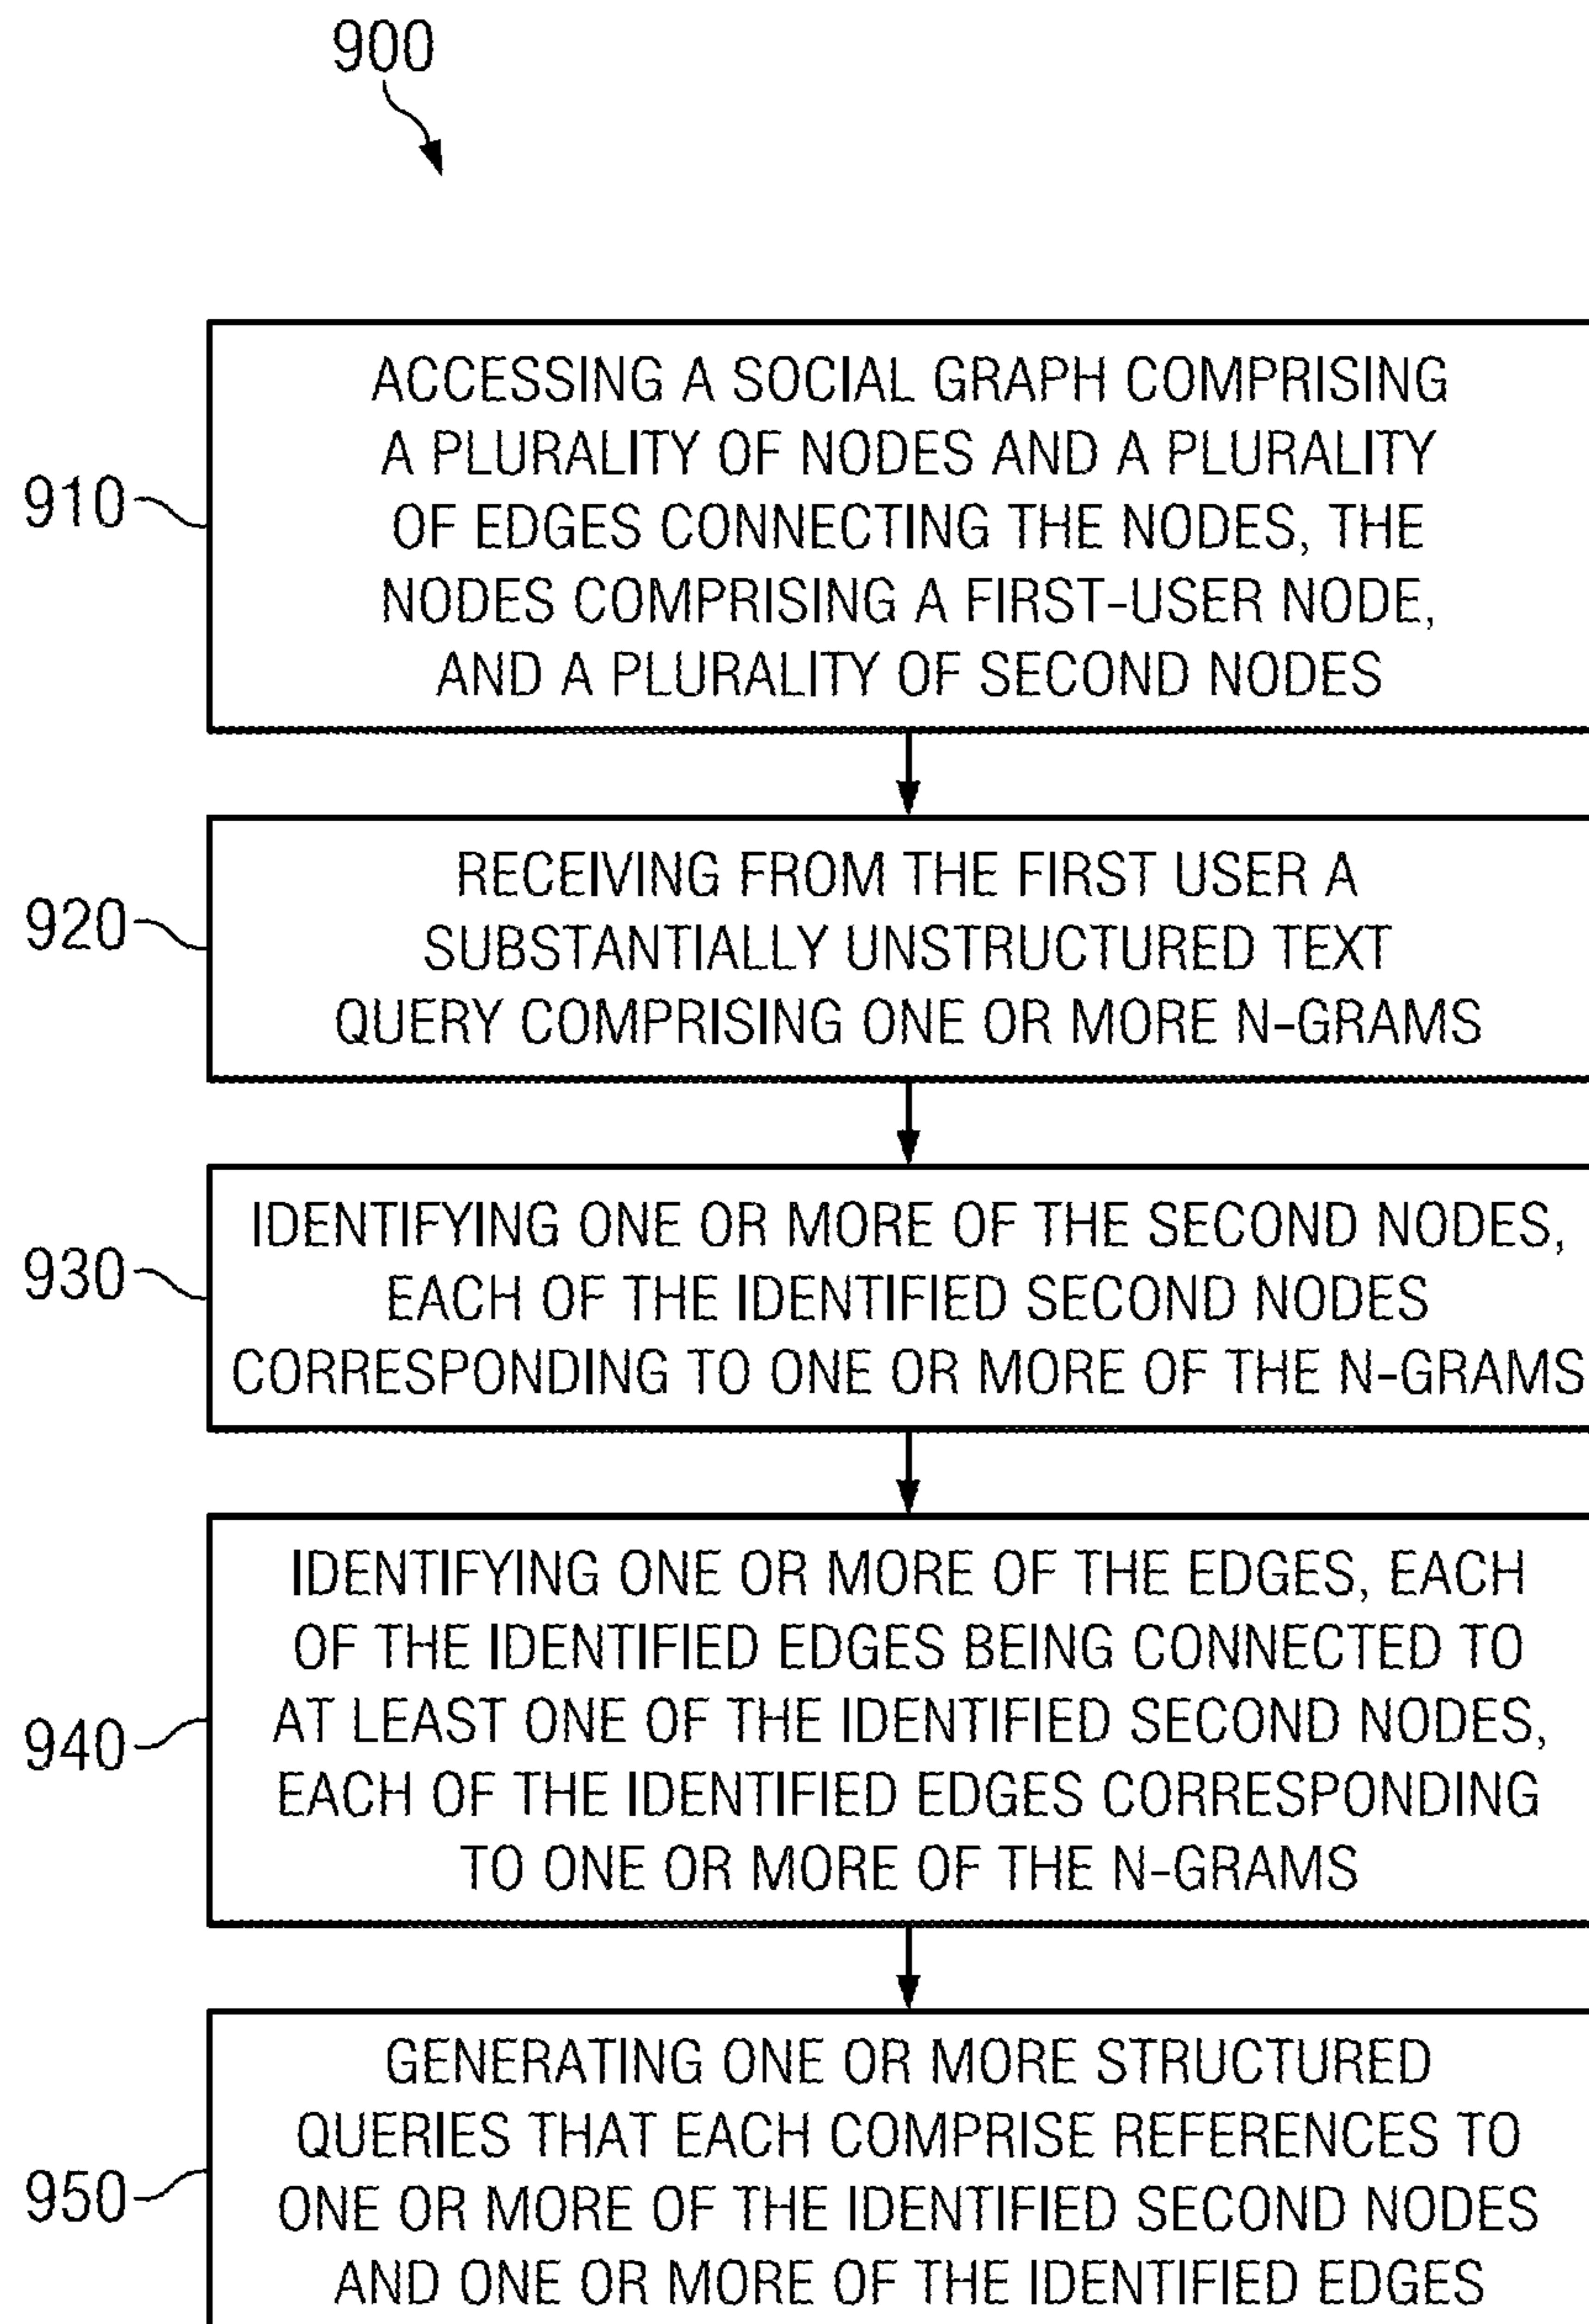 900
910
ACCESSING A SOCIAL GRAPH COMPRISING
A PLURALITY OF NODES AND A PLURALITY
OF EDGES CONNECTING THE NODES, THE
NODES COMPRISING A FIRST-USER NODE,
AND A PLURALITY OF SECOND NODES
920
RECEIVING FROM THE FIRST USER A
SUBSTANTIALLY UNSTRUCTURED TEXT
QUERY COMPRISING ONE OR MORE N-GRAMS
930
IDENTIFYING ONE OR MORE OF THE SECOND NODES,
EACH OF THE IDENTIFIED SECOND NODES
CORRESPONDING TO ONE OR MORE OF THE N-GRAMS
940
IDENTIFYING ONE OR MORE OF THE EDGES, EACH
OF THE IDENTIFIED EDGES BEING CONNECTED TO
AT LEAST ONE OF THE IDENTIFIED SECOND NODES,
EACH OF THE IDENTIFIED EDGES CORRESPONDING
TO ONE OR MORE OF THE N-GRAMS
950
GENERATING ONE OR MORE STRUCTURED
QUERIES THAT EACH COMPRISE REFERENCES TO
ONE OR MORE OF THE IDENTIFIED SECOND NODES
AND ONE OR MORE OF THE IDENTIFIED EDGES